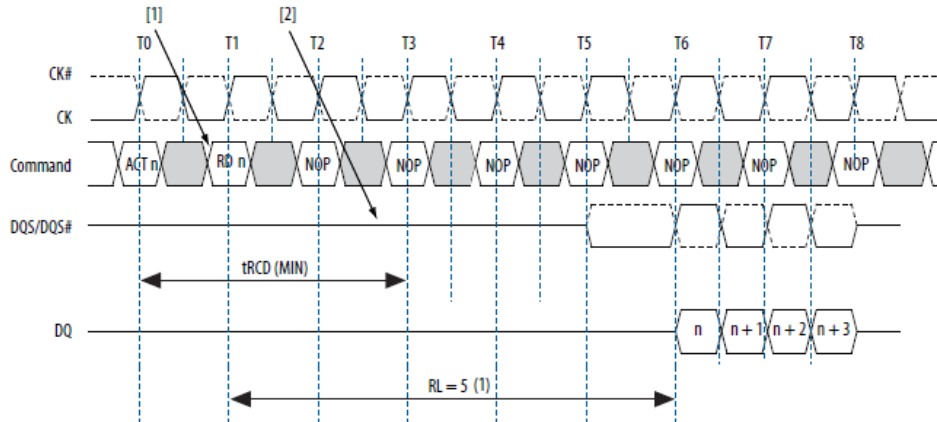 [1] [2]
T0 T1 T2 T3 T4 T5 T6 T7 T8
CK#
CK
Command ACT n RD n NOP NOP NOP NOP NOP NOP NOP
DQS/DQS#
tRCD (MIN)
DQ n n + 1 n + 2 n + 3
RL = 5 (1)